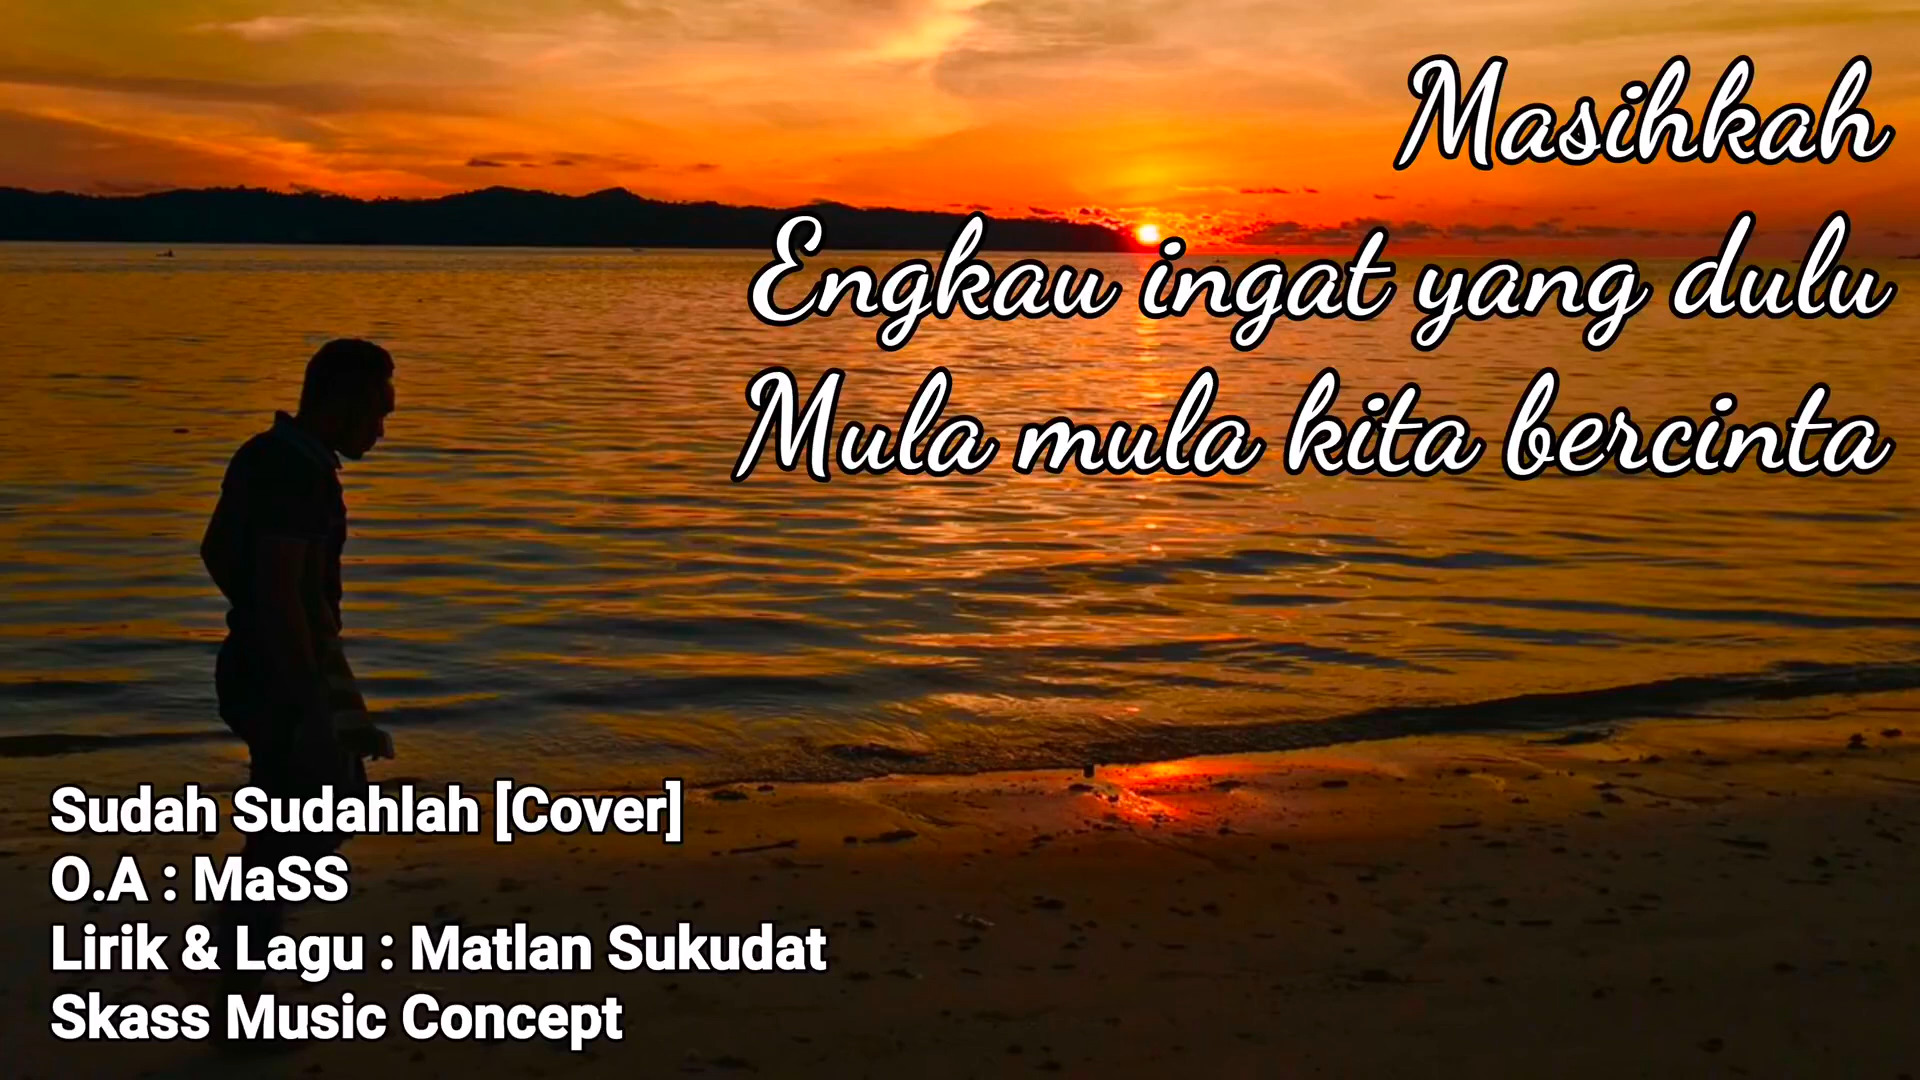 Masihkah
Engkau ingat yang dulu
Mula mula kita bercinta
Sudah Sudahlah [Cover]
O.A : MaSS
Lirik & Lagu : Matlan Sukudat
Skass Music Concept